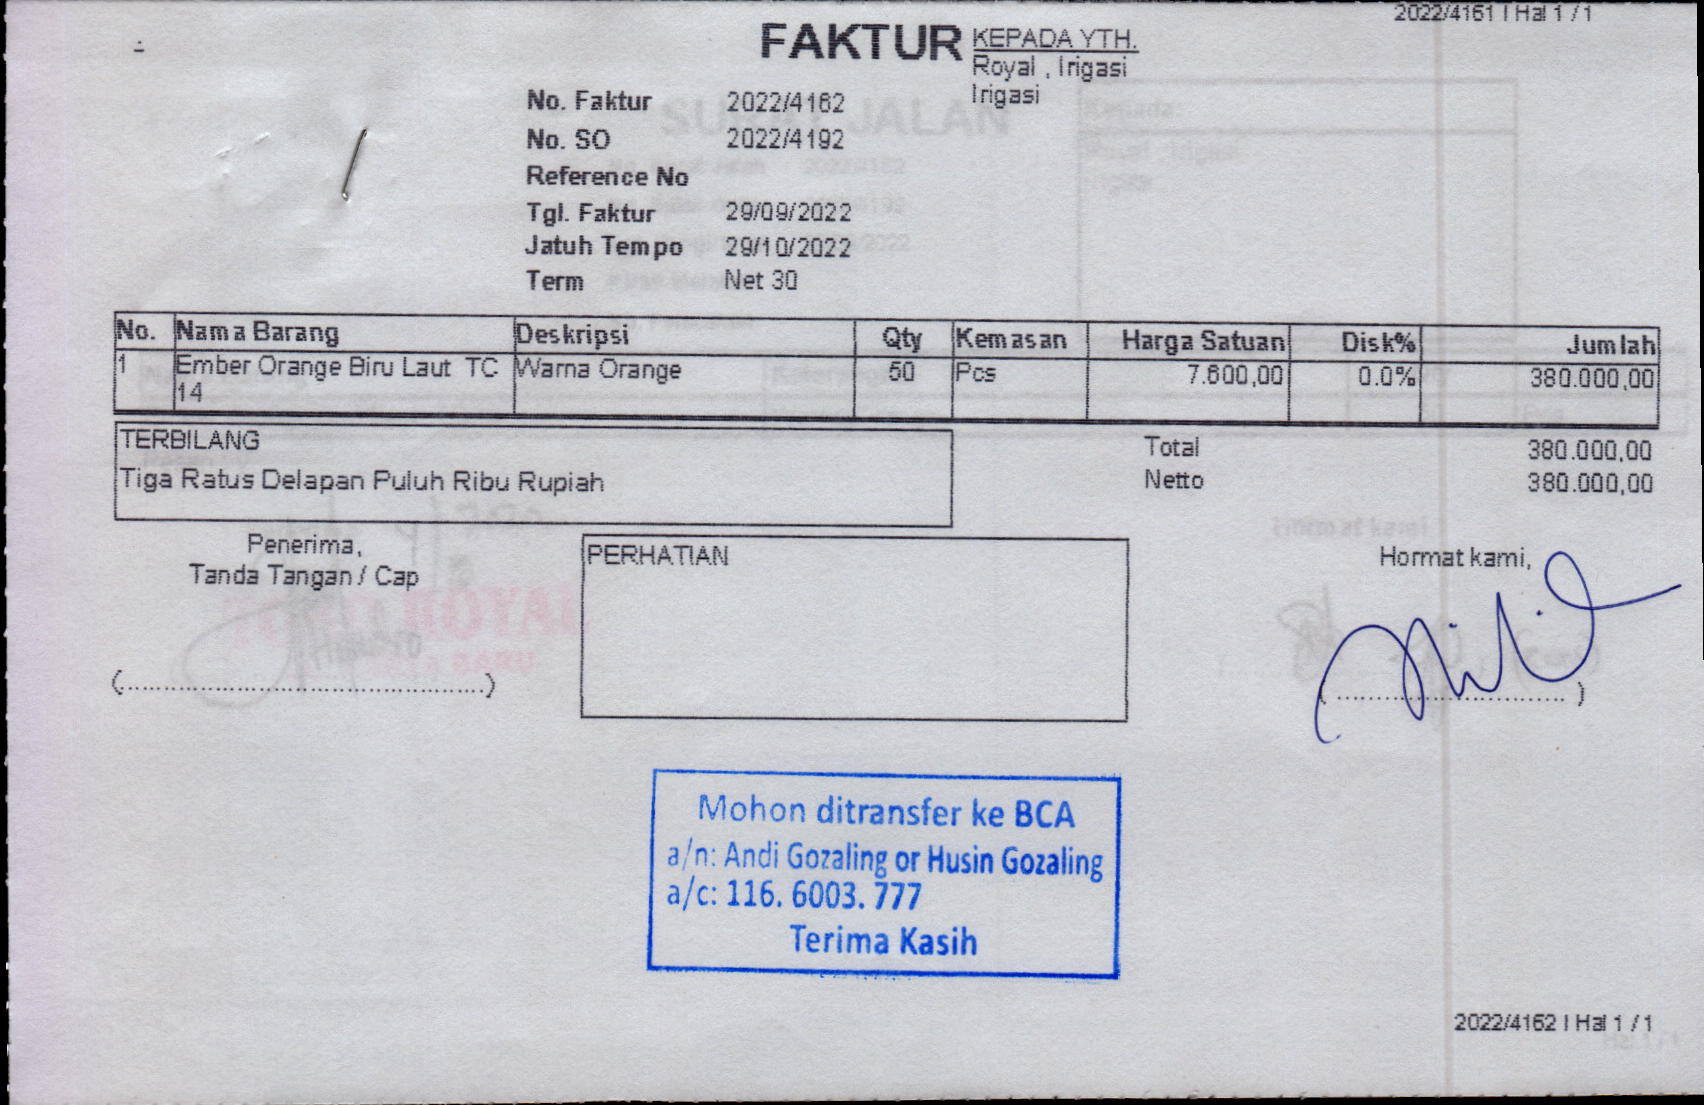 2022/4161 | Hal 1 / 1
FAKTUR
KEPADA YTH.
Royal , Irigasi
Irigasi
No. Faktur 2022/4162
No. SO 2022/4192
Reference No
Tgl. Faktur 29/09/2022
Jatuh Tempo 29/10/2022
Term Net 30
No. Nama Barang Deskripsi Qty Kemasan Harga Satuan Disk% Jumlah
1 Ember Orange Biru Laut TC Warna Orange 50 Pcs 7.600,00 0.0% 380.000,00
14
TERBILANG
Tiga Ratus Delapan Puluh Ribu Rupiah
Total 380.000,00
Netto 380.000,00
Penerima,
Tanda Tangan / Cap
PERHATIAN
Hormat kami,
(................................................)
(..............................)
Mohon ditransfer ke BCA
a/n: Andi Gozaling or Husin Gozaling
a/c: 116. 6003. 777
Terima Kasih
2022/4162 | Hal 1 / 1